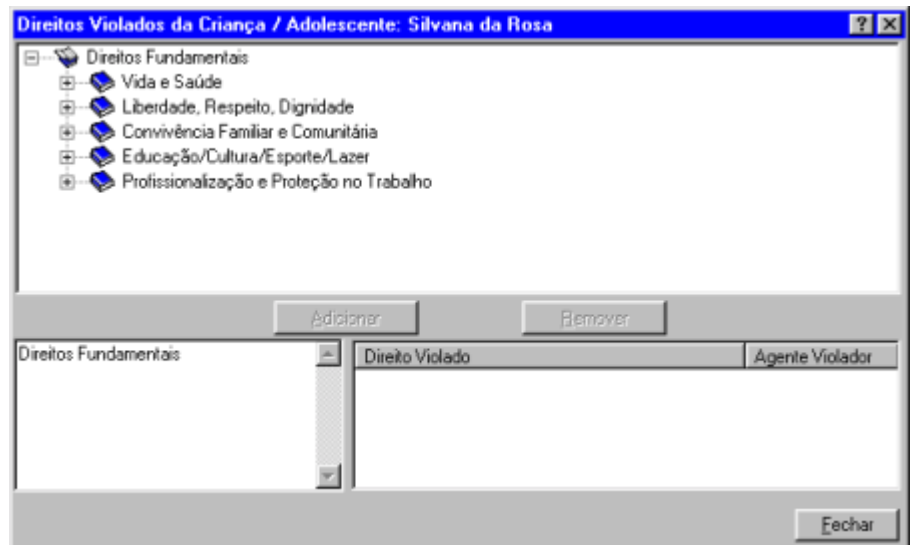 Direitos Violados da Criança / Adolescente: Silvana da Rosa
Direitos Fundamentais
Vida e Saúde
Liberdade, Respeito, Dignidade
Convivência Familiar e Comunitária
Educação/Cultura/Esporte/Lazer
Profissionalização e Proteção no Trabalho
Adicionar Remover
Direitos Fundamentais
Direito Violado Agente Violador
Fechar